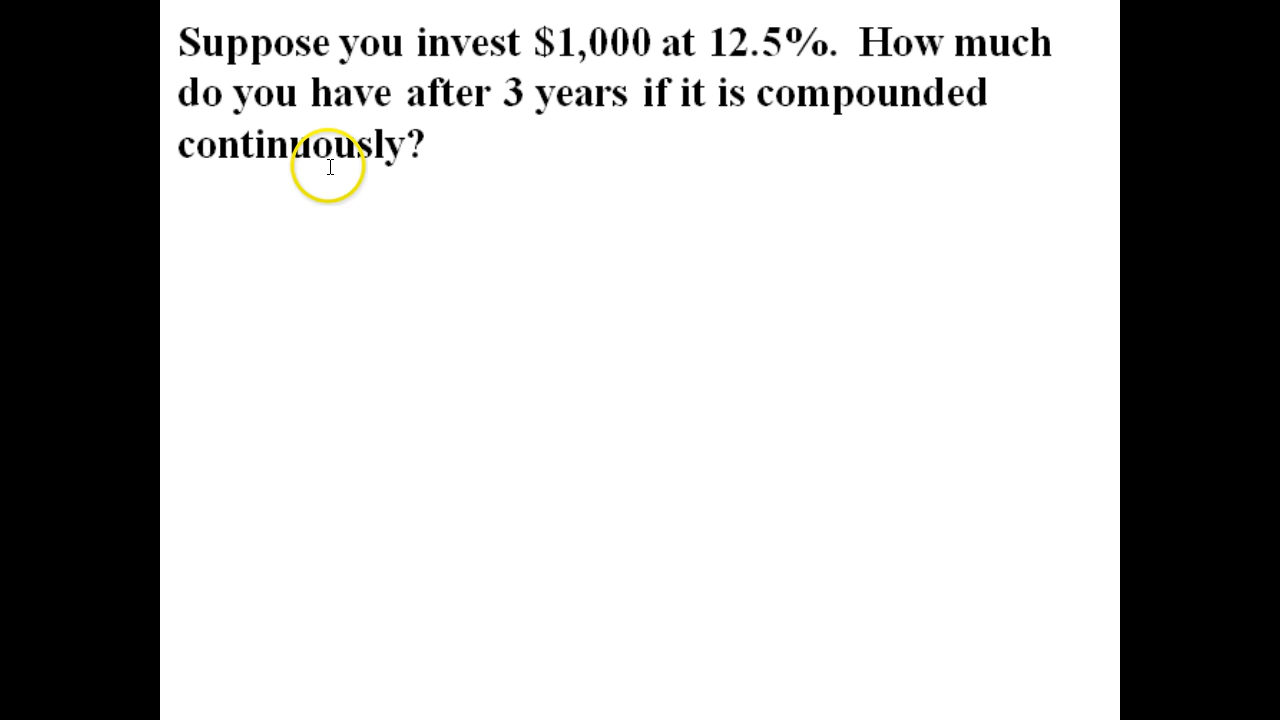 Suppose you invest $1,000 at 12.5%. How much
do you have after 3 years if it is compounded
continuously?